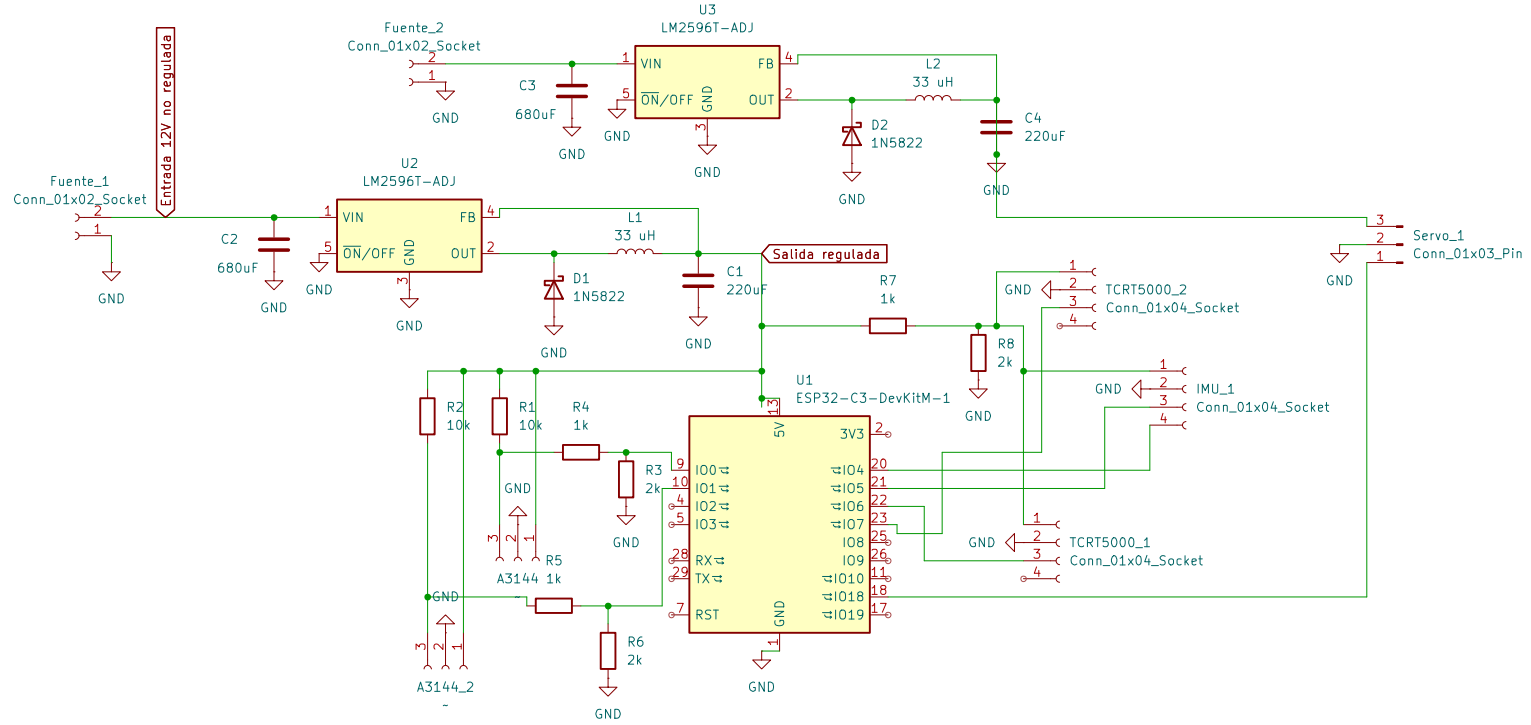 U3
LM2596T-ADJ
Fuente_2
Conn_01x02_Socket
2
1
1
VIN
FB
4
L2
33 uH
C3
680uF
5
ON/OFF
GND
OUT
2
3
GND
GND
GND
GND
D2
1N5822
GND
C4
220uF
GND
Entrada 12V no regulada
U2
LM2596T-ADJ
Fuente_1
Conn_01x02_Socket
2
1
1
VIN
FB
4
L1
33 uH
C2
680uF
5
ON/OFF
GND
OUT
2
3
GND
GND
GND
GND
D1
1N5822
GND
C1
220uF
GND
Salida regulada
3
2
1
Servo_1
Conn_01x03_Pin
GND
R7
1k
1
2
3
4
GND
TCRT5000_2
Conn_01x04_Socket
R8
2k
GND
1
2
3
4
GND
IMU_1
Conn_01x04_Socket
U1
ESP32-C3-DevKitM-1
R2
10k
R1
10k
R4
1k
R3
2k
GND
GND
3
2
1
A3144
~
R5
1k
GND
3
2
1
A3144_2
~
R6
2k
GND
13
5V
3V3
2
9
IO0
10
IO1
4
IO2
5
IO3
28
RX
29
TX
7
RST
IO4
20
IO5
21
IO6
22
IO7
23
IO8
25
IO9
26
IO10
11
IO18
18
IO19
17
GND
1
GND
1
2
3
4
GND
TCRT5000_1
Conn_01x04_Socket